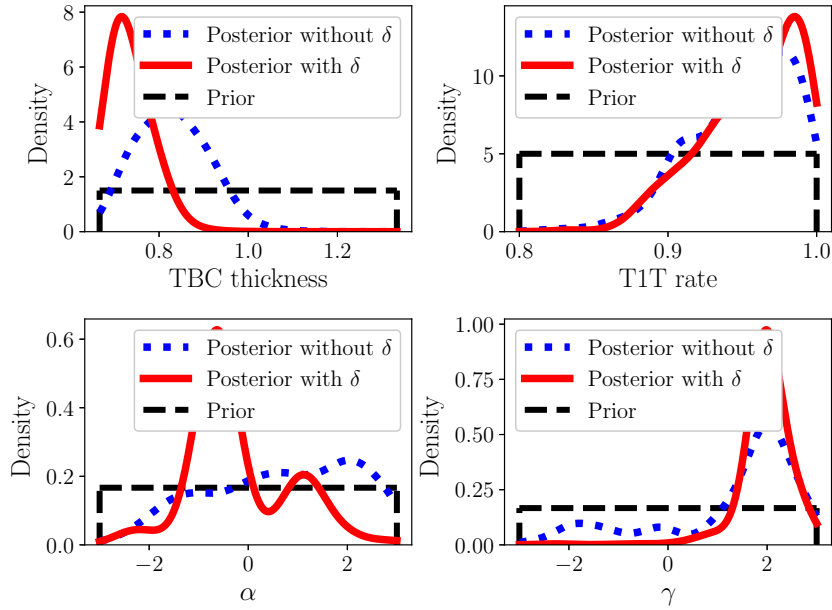 8
6
4
2
0
Density
Posterior without δ
Posterior with δ
Prior
0.8
1.0
1.2
TBC thickness
10
5
0
Density
Posterior without δ
Posterior with δ
Prior
0.8
0.9
1.0
T1T rate
0.6
0.4
0.2
0.0
Density
Posterior without δ
Posterior with δ
Prior
−2
0
2
α
1.00
0.75
0.50
0.25
0.00
Density
Posterior without δ
Posterior with δ
Prior
−2
0
2
γ